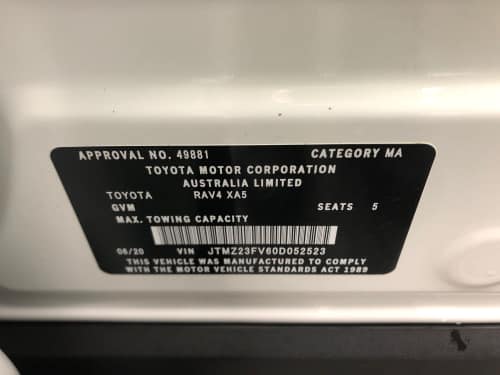 APPROVAL NO. 49881 CATEGORY MA
TOYOTA MOTOR CORPORATION
AUSTRALIA LIMITED
TOYOTA RAV4 XA5
GVM SEATS 5
MAX. TOWING CAPACITY
06/20 VIN JTMZ23FV60D052523
THIS VEHICLE WAS MANUFACTURED TO COMPLY
WITH THE MOTOR VEHICLE STANDARDS ACT 1989